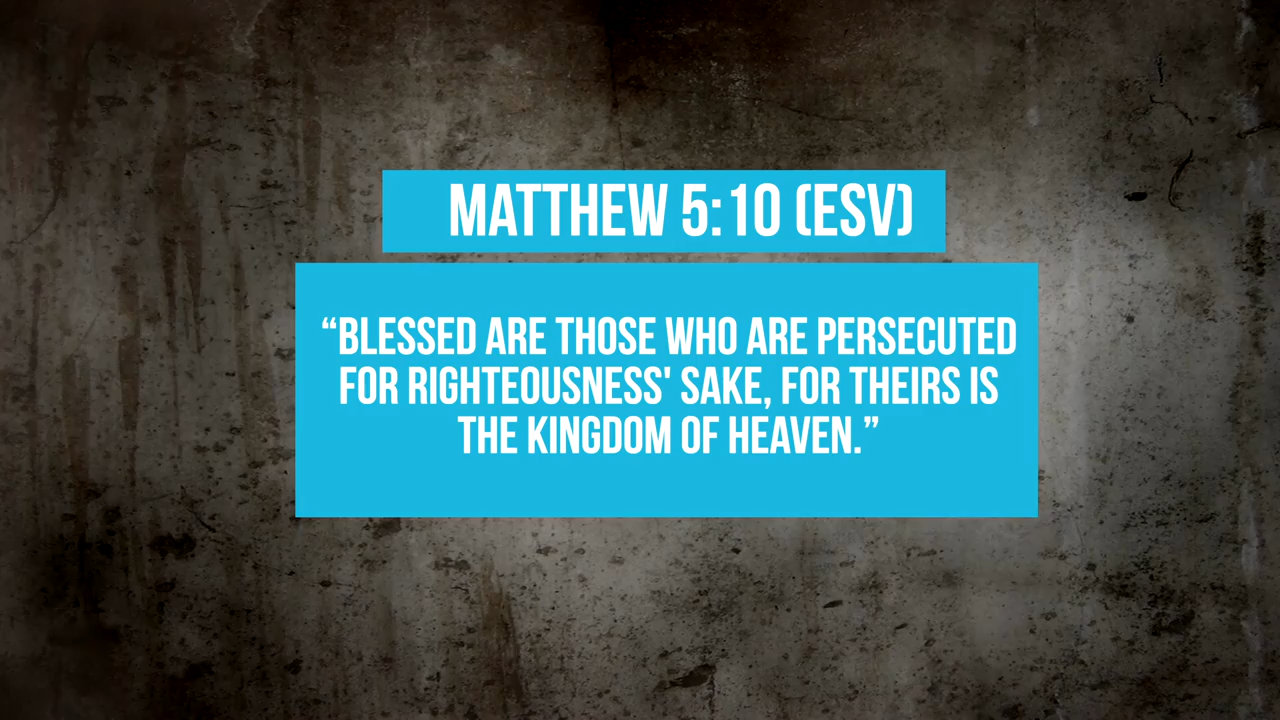 MATTHEW 5:10 (ESV)
“BLESSED ARE THOSE WHO ARE PERSECUTED
FOR RIGHTEOUSNESS' SAKE, FOR THEIRS IS
THE KINGDOM OF HEAVEN.”